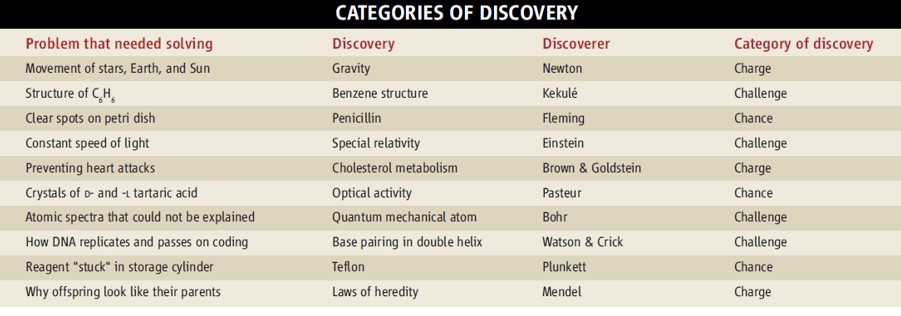 CATEGORIES OF DISCOVERY
Problem that needed solving Discovery Discoverer Category of discovery
Movement of stars, Earth, and Sun Gravity Newton Charge
Structure of C₆H₆ Benzene structure Kekulé Challenge
Clear spots on petri dish Penicillin Fleming Chance
Constant speed of light Special relativity Einstein Challenge
Preventing heart attacks Cholesterol metabolism Brown & Goldstein Charge
Crystals of D- and -L tartaric acid Optical activity Pasteur Chance
Atomic spectra that could not be explained Quantum mechanical atom Bohr Challenge
How DNA replicates and passes on coding Base pairing in double helix Watson & Crick Challenge
Reagent "stuck" in storage cylinder Teflon Plunkett Chance
Why offspring look like their parents Laws of heredity Mendel Charge